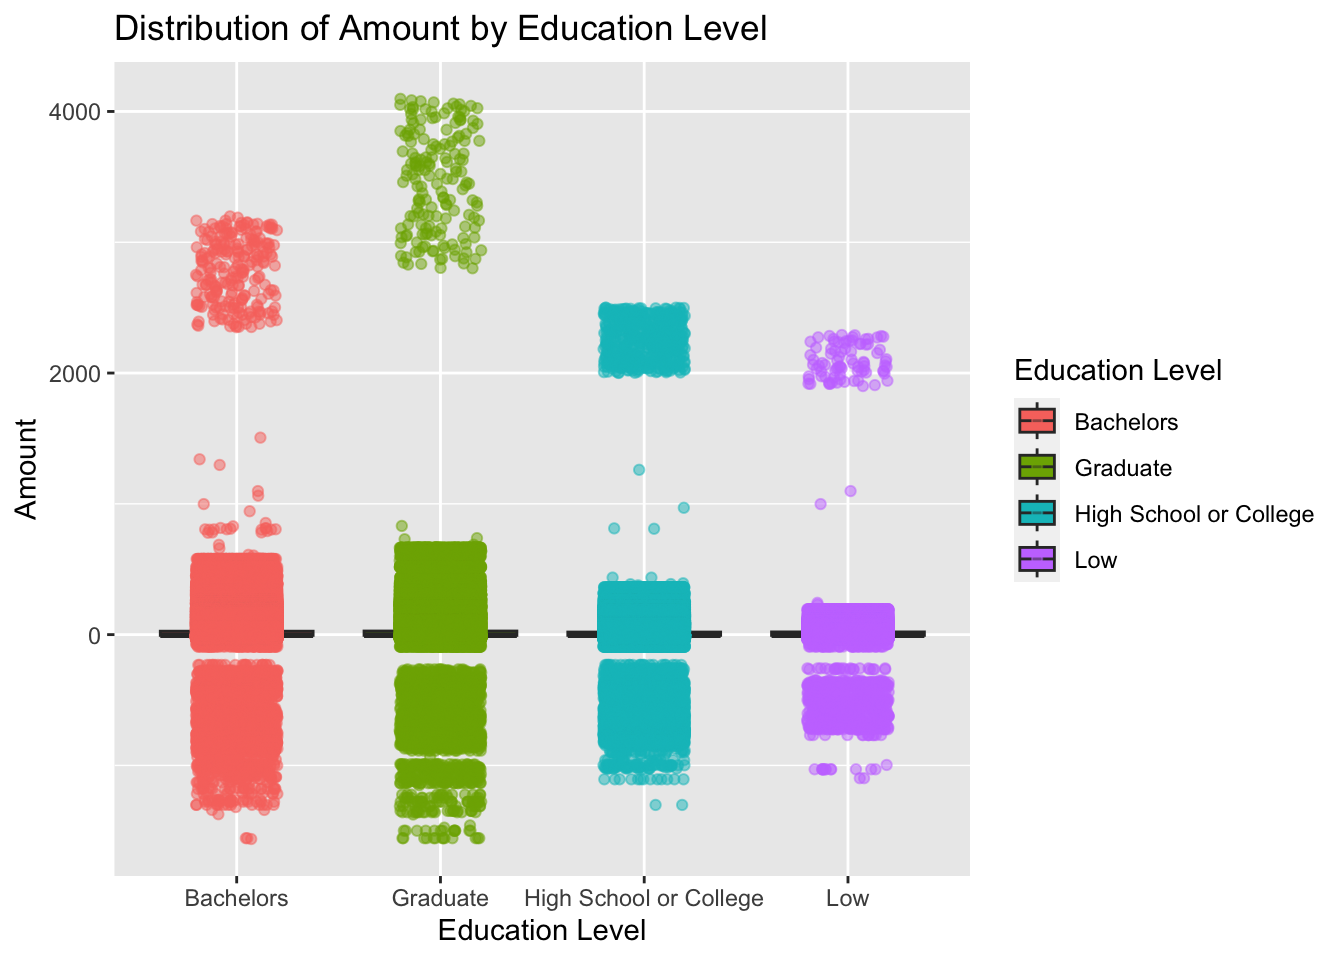 Distribution of Amount by Education Level
4000
2000
0
Amount
Bachelors
Graduate
High School or College
Low
Education Level
Education Level
Bachelors
Graduate
High School or College
Low